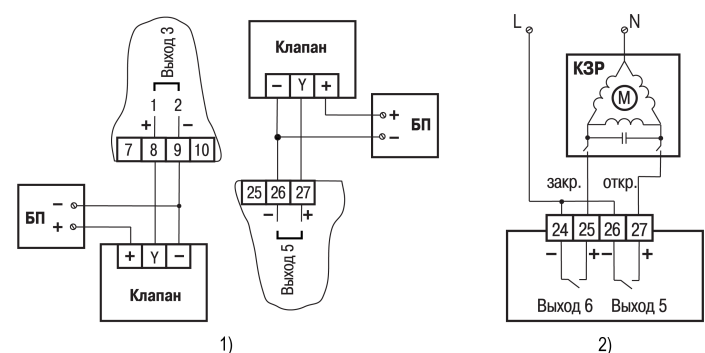 Выход 3
1 2
+ −
7 8 9 10
БП
−
+
+ Y −
Клапан
Клапан
− Y +
+
−
БП
25 26 27
− +
Выход 5
1)
L N
КЗР
М
закр. откр.
24 25 26 27
− + − +
Выход 6 Выход 5
2)